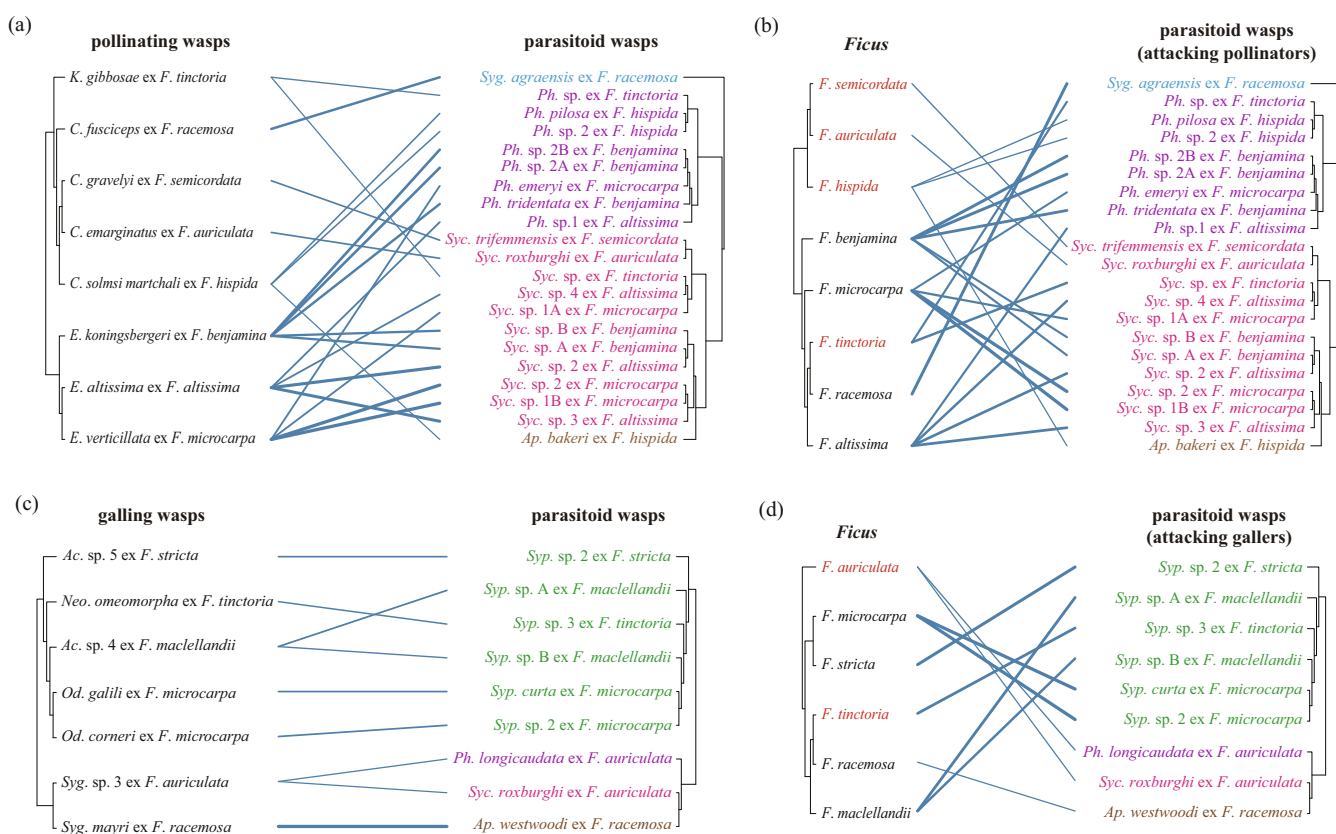 (a)
pollinating wasps
parasitoid wasps
K. gibbosae ex F. tinctoria
C. fusciceps ex F. racemosa
C. gravelyi ex F. semicordata
C. emarginatus ex F. auriculata
C. solmsi martchali ex F. hispida
E. koningsbergeri ex F. benjamina
E. altissima ex F. altissima
E. verticillata ex F. microcarpa
Syg. agraensis ex F. racemosa
Ph. sp. ex F. tinctoria
Ph. pilosa ex F. hispida
Ph. sp. 2 ex F. hispida
Ph. sp. 2B ex F. benjamina
Ph. sp. 2A ex F. benjamina
Ph. emeryi ex F. microcarpa
Ph. tridentata ex F. benjamina
Ph. sp.1 ex F. altissima
Syc. trifemmensis ex F. semicordata
Syc. roxburghi ex F. auriculata
Syc. sp. ex F. tinctoria
Syc. sp. 4 ex F. altissima
Syc. sp. 1A ex F. microcarpa
Syc. sp. B ex F. benjamina
Syc. sp. A ex F. benjamina
Syc. sp. 2 ex F. altissima
Syc. sp. 2 ex F. microcarpa
Syc. sp. 1B ex F. microcarpa
Syc. sp. 3 ex F. altissima
Ap. bakeri ex F. hispida
(b)
Ficus
parasitoid wasps
(attacking pollinators)
F. semicordata
F. auriculata
F. hispida
F. benjamina
F. microcarpa
F. tinctoria
F. racemosa
F. altissima
Syg. agraensis ex F. racemosa
Ph. sp. ex F. tinctoria
Ph. pilosa ex F. hispida
Ph. sp. 2 ex F. hispida
Ph. sp. 2B ex F. benjamina
Ph. sp. 2A ex F. benjamina
Ph. emeryi ex F. microcarpa
Ph. tridentata ex F. benjamina
Ph. sp.1 ex F. altissima
Syc. trifemmensis ex F. semicordata
Syc. roxburghi ex F. auriculata
Syc. sp. ex F. tinctoria
Syc. sp. 4 ex F. altissima
Syc. sp. 1A ex F. microcarpa
Syc. sp. B ex F. benjamina
Syc. sp. A ex F. benjamina
Syc. sp. 2 ex F. altissima
Syc. sp. 2 ex F. microcarpa
Syc. sp. 1B ex F. microcarpa
Syc. sp. 3 ex F. altissima
Ap. bakeri ex F. hispida
(c)
galling wasps
parasitoid wasps
Ac. sp. 5 ex F. stricta
Neo. omeomorpha ex F. tinctoria
Ac. sp. 4 ex F. maclellandii
Od. galili ex F. microcarpa
Od. corneri ex F. microcarpa
Syg. sp. 3 ex F. auriculata
Syg. mayri ex F. racemosa
Syp. sp. 2 ex F. stricta
Syp. sp. A ex F. maclellandii
Syp. sp. 3 ex F. tinctoria
Syp. sp. B ex F. maclellandii
Syp. curta ex F. microcarpa
Syp. sp. 2 ex F. microcarpa
Ph. longicaudata ex F. auriculata
Syc. roxburghi ex F. auriculata
Ap. westwoodi ex F. racemosa
(d)
Ficus
parasitoid wasps
(attacking gallers)
F. auriculata
F. microcarpa
F. stricta
F. tinctoria
F. racemosa
F. maclellandii
Syp. sp. 2 ex F. stricta
Syp. sp. A ex F. maclellandii
Syp. sp. 3 ex F. tinctoria
Syp. sp. B ex F. maclellandii
Syp. curta ex F. microcarpa
Syp. sp. 2 ex F. microcarpa
Ph. longicaudata ex F. auriculata
Syc. roxburghi ex F. auriculata
Ap. westwoodi ex F. racemosa